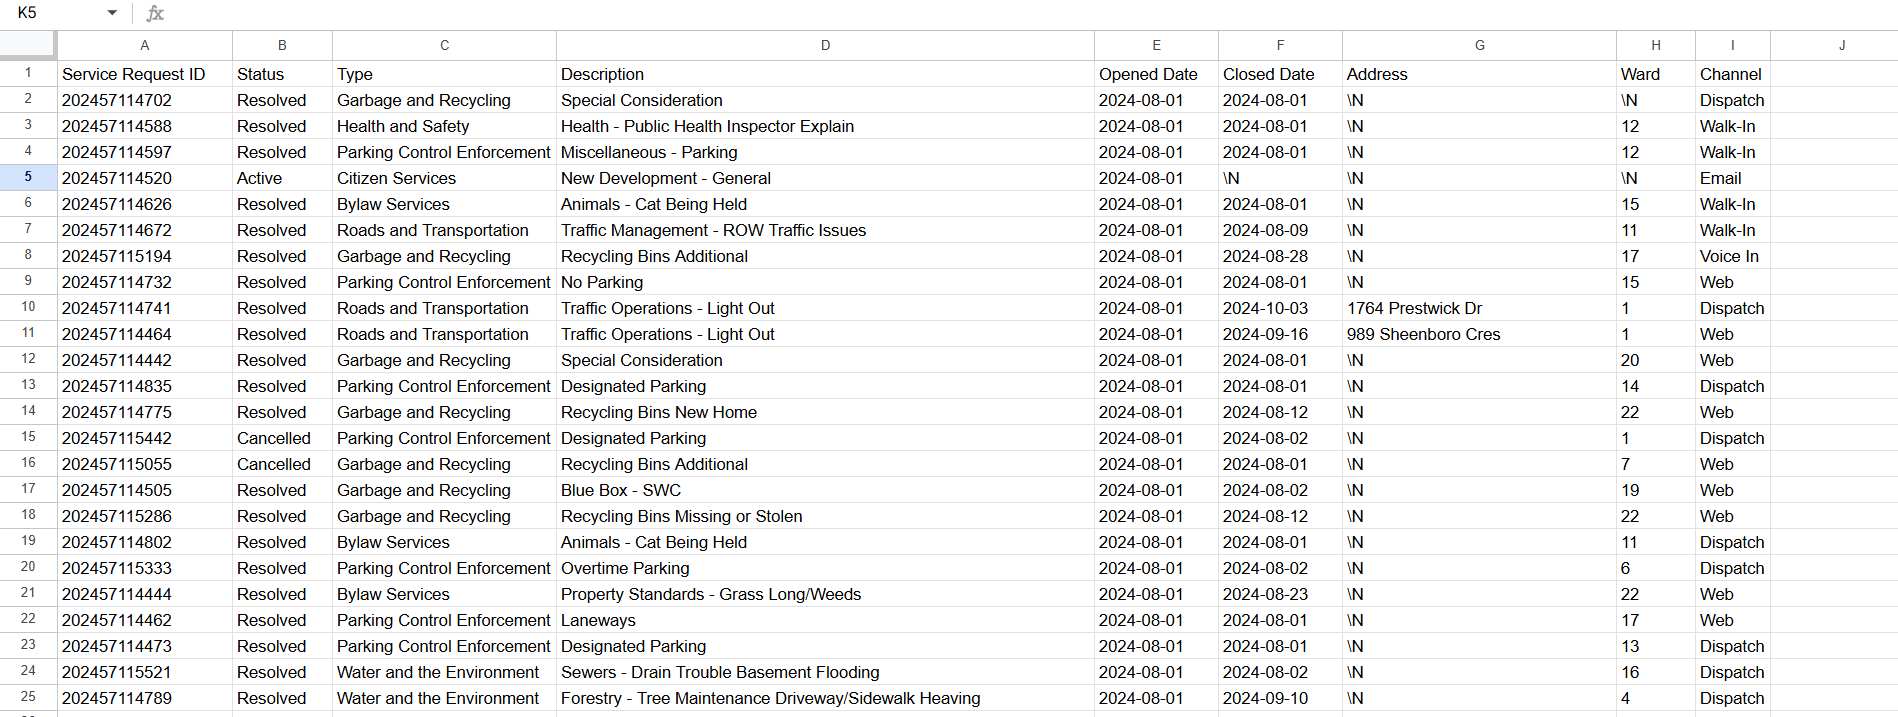 K5 fx
A B C D E F G H I J
1 Service Request ID Status Type Description Opened Date Closed Date Address Ward Channel
2 202457114702 Resolved Garbage and Recycling Special Consideration 2024-08-01 2024-08-01 \N \N Dispatch
3 202457114588 Resolved Health and Safety Health - Public Health Inspector Explain 2024-08-01 2024-08-01 \N 12 Walk-In
4 202457114597 Resolved Parking Control Enforcement Miscellaneous - Parking 2024-08-01 2024-08-01 \N 12 Walk-In
5 202457114520 Active Citizen Services New Development - General 2024-08-01 \N \N \N Email
6 202457114626 Resolved Bylaw Services Animals - Cat Being Held 2024-08-01 2024-08-01 \N 15 Walk-In
7 202457114672 Resolved Roads and Transportation Traffic Management - ROW Traffic Issues 2024-08-01 2024-08-09 \N 11 Walk-In
8 202457115194 Resolved Garbage and Recycling Recycling Bins Additional 2024-08-01 2024-08-28 \N 17 Voice In
9 202457114732 Resolved Parking Control Enforcement No Parking 2024-08-01 2024-08-01 \N 15 Web
10 202457114741 Resolved Roads and Transportation Traffic Operations - Light Out 2024-08-01 2024-10-03 1764 Prestwick Dr 1 Dispatch
11 202457114464 Resolved Roads and Transportation Traffic Operations - Light Out 2024-08-01 2024-09-16 989 Sheenboro Cres 1 Web
12 202457114442 Resolved Garbage and Recycling Special Consideration 2024-08-01 2024-08-01 \N 20 Web
13 202457114835 Resolved Parking Control Enforcement Designated Parking 2024-08-01 2024-08-01 \N 14 Dispatch
14 202457114775 Resolved Garbage and Recycling Recycling Bins New Home 2024-08-01 2024-08-12 \N 22 Web
15 202457115442 Cancelled Parking Control Enforcement Designated Parking 2024-08-01 2024-08-02 \N 1 Dispatch
16 202457115055 Cancelled Garbage and Recycling Recycling Bins Additional 2024-08-01 2024-08-01 \N 7 Web
17 202457114505 Resolved Garbage and Recycling Blue Box - SWC 2024-08-01 2024-08-02 \N 19 Web
18 202457115286 Resolved Garbage and Recycling Recycling Bins Missing or Stolen 2024-08-01 2024-08-12 \N 22 Web
19 202457114802 Resolved Bylaw Services Animals - Cat Being Held 2024-08-01 2024-08-01 \N 11 Dispatch
20 202457115333 Resolved Parking Control Enforcement Overtime Parking 2024-08-01 2024-08-02 \N 6 Dispatch
21 202457114444 Resolved Bylaw Services Property Standards - Grass Long/Weeds 2024-08-01 2024-08-23 \N 22 Web
22 202457114462 Resolved Parking Control Enforcement Laneways 2024-08-01 2024-08-01 \N 17 Web
23 202457114473 Resolved Parking Control Enforcement Designated Parking 2024-08-01 2024-08-01 \N 13 Dispatch
24 202457115521 Resolved Water and the Environment Sewers - Drain Trouble Basement Flooding 2024-08-01 2024-08-02 \N 16 Dispatch
25 202457114789 Resolved Water and the Environment Forestry - Tree Maintenance Driveway/Sidewalk Heaving 2024-08-01 2024-09-10 \N 4 Dispatch